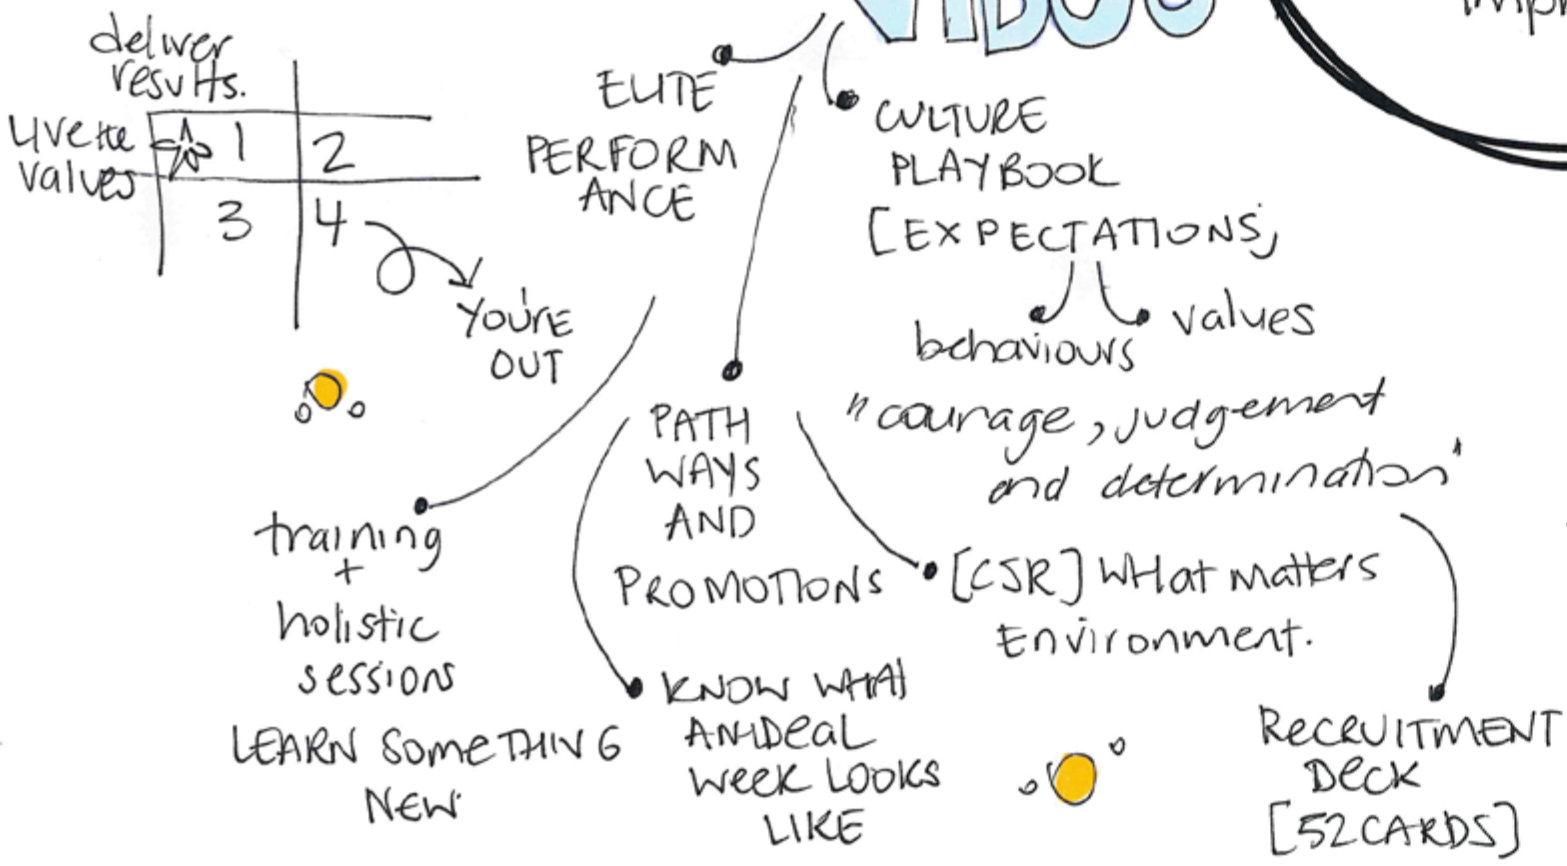 deliver
results.
Live the
values
1
2
3
4
YOU'RE
OUT
ELITE
PERFORM
ANCE
CULTURE
PLAYBOOK
[EXPECTATIONS,
behaviours
values
"courage, judgement
and determination"
RECRUITMENT
DECK
[52 CARDS]
PATH
WAYS
AND
PROMOTIONS
[CSR] WHat matters
Environment.
KNOW WHAT
AN IDeaL
Week LOOKS
LIKE
training
+
holistic
sessions
LEARN SomeTHING
NEW